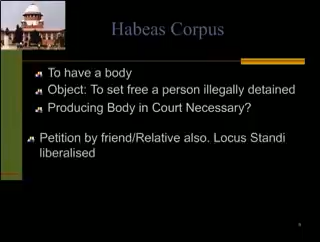 Habeas Corpus
To have a body
Object: To set free a person illegally detained
Producing Body in Court Necessary?
Petition by friend/Relative also. Locus Standi
liberalised